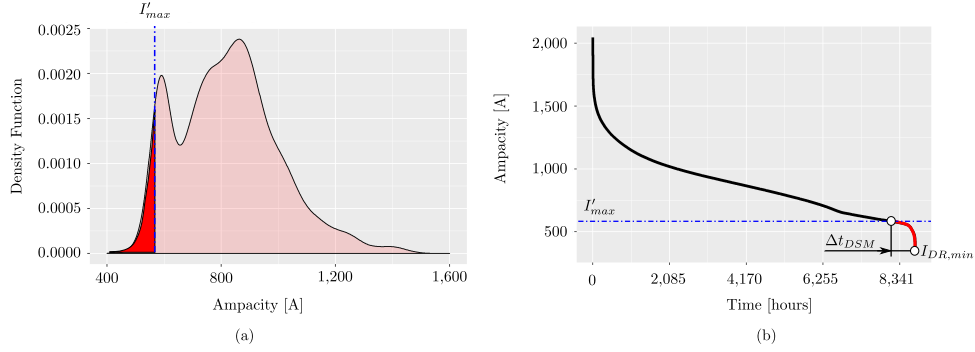 I'max
0.0025
0.0020
0.0015
0.0010
0.0005
0.0000
Density Function
400
800
1,200
1,600
Ampacity [A]
(a)
2,000
1,500
1,000
500
Ampacity [A]
I'max
ΔtDSM
IDR,min
0
2,085
4,170
6,255
8,341
Time [hours]
(b)